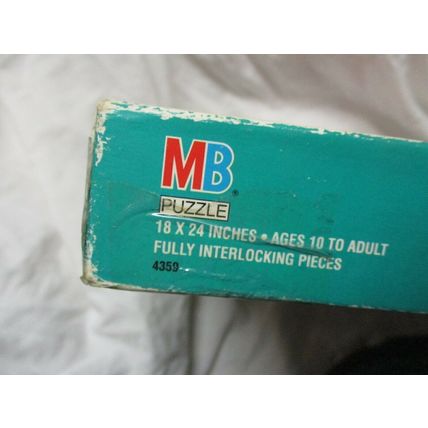 MB®
PUZZLE
18 X 24 INCHES • AGES 10 TO ADULT
FULLY INTERLOCKING PIECES
4359